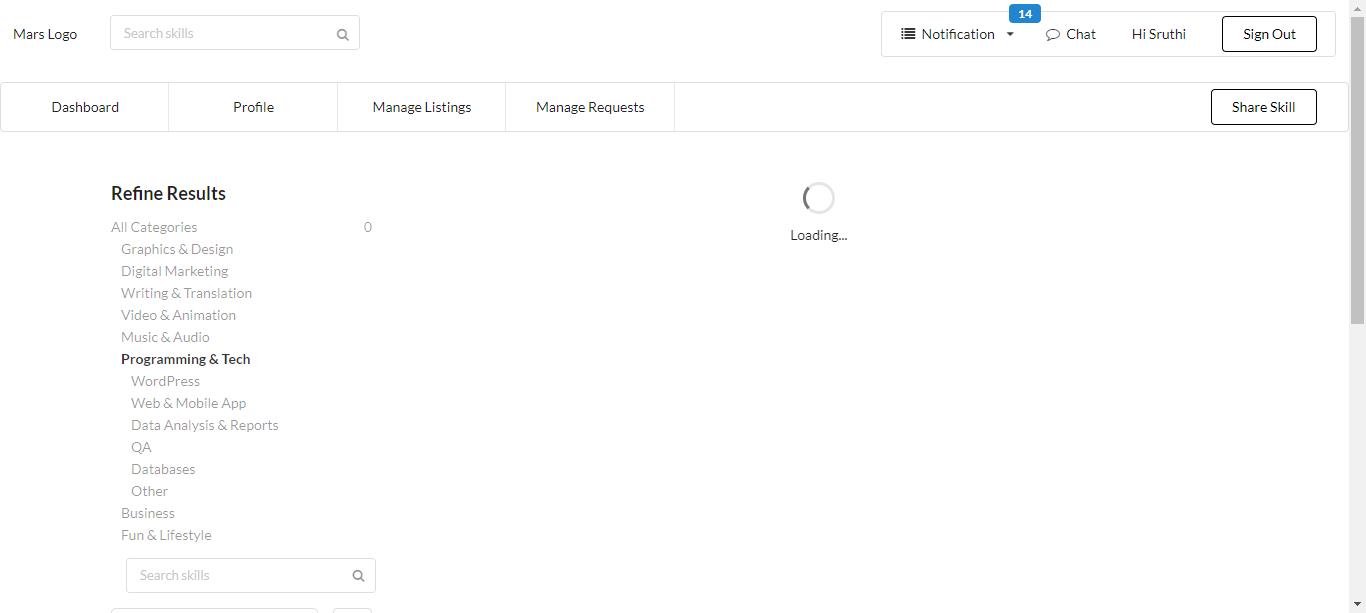 14
Mars Logo Search skills Notification Chat Hi Sruthi Sign Out
Dashboard Profile Manage Listings Manage Requests Share Skill
Refine Results
All Categories 0
Graphics & Design
Digital Marketing
Writing & Translation
Video & Animation
Music & Audio
Programming & Tech
WordPress
Web & Mobile App
Data Analysis & Reports
QA
Databases
Other
Business
Fun & Lifestyle
Search skills
Loading...